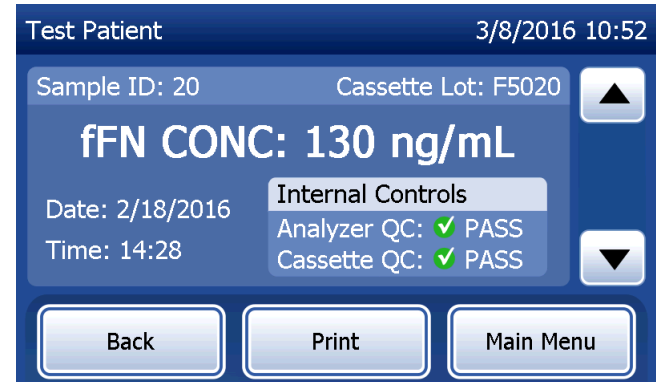 Test Patient 3/8/2016 10:52
Sample ID: 20 Cassette Lot: F5020
fFN CONC: 130 ng/mL
Date: 2/18/2016
Time: 14:28
Internal Controls
Analyzer QC: PASS
Cassette QC: PASS
Back Print Main Menu